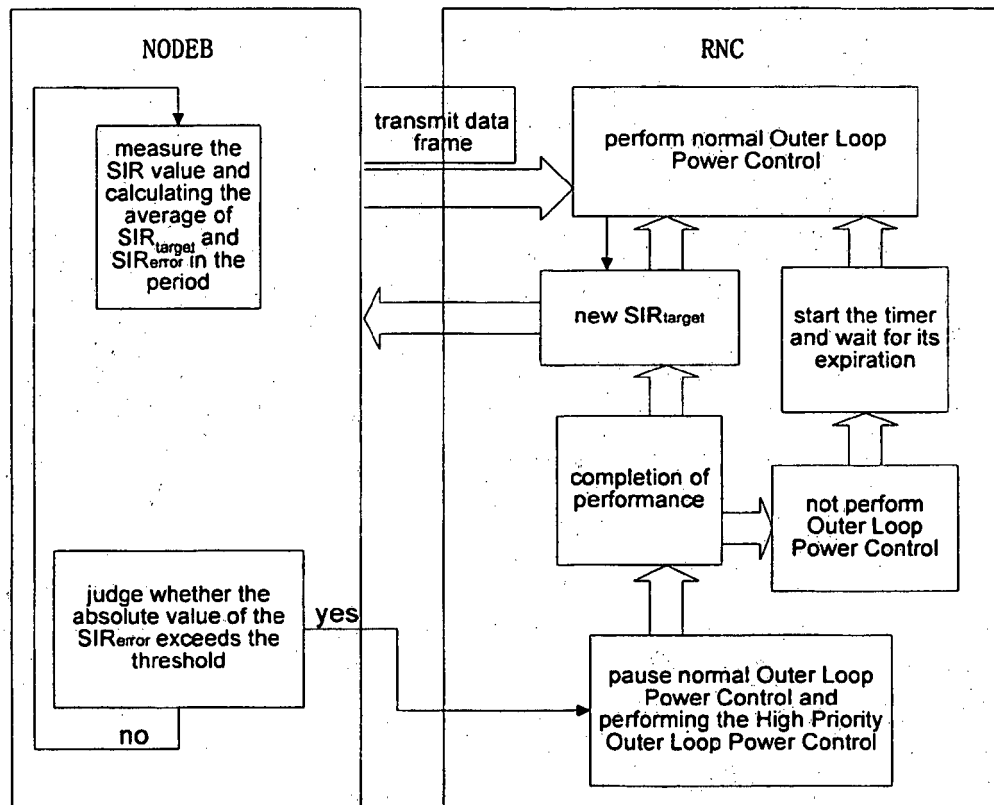 NODEB
RNC
measure the
SIR value and
calculating the
average of
SIRtarget and
SIRerror in the
period
transmit data
frame
perform normal Outer Loop
Power Control
new SIRtarget
start the timer
and wait for its
expiration
completion of
performance
not perform
Outer Loop
Power Control
judge whether the
absolute value of the
SIRerror exceeds the
threshold
yes
no
pause normal Outer Loop
Power Control and
performing the High Priority
Outer Loop Power Control